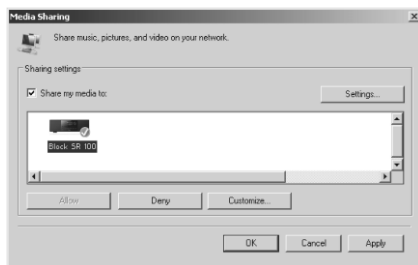 Media Sharing
Share music, pictures, and video on your network.
Sharing settings
Share my media to:
Settings...
Block SR 100
Allow
Deny
Customize...
OK
Cancel
Apply